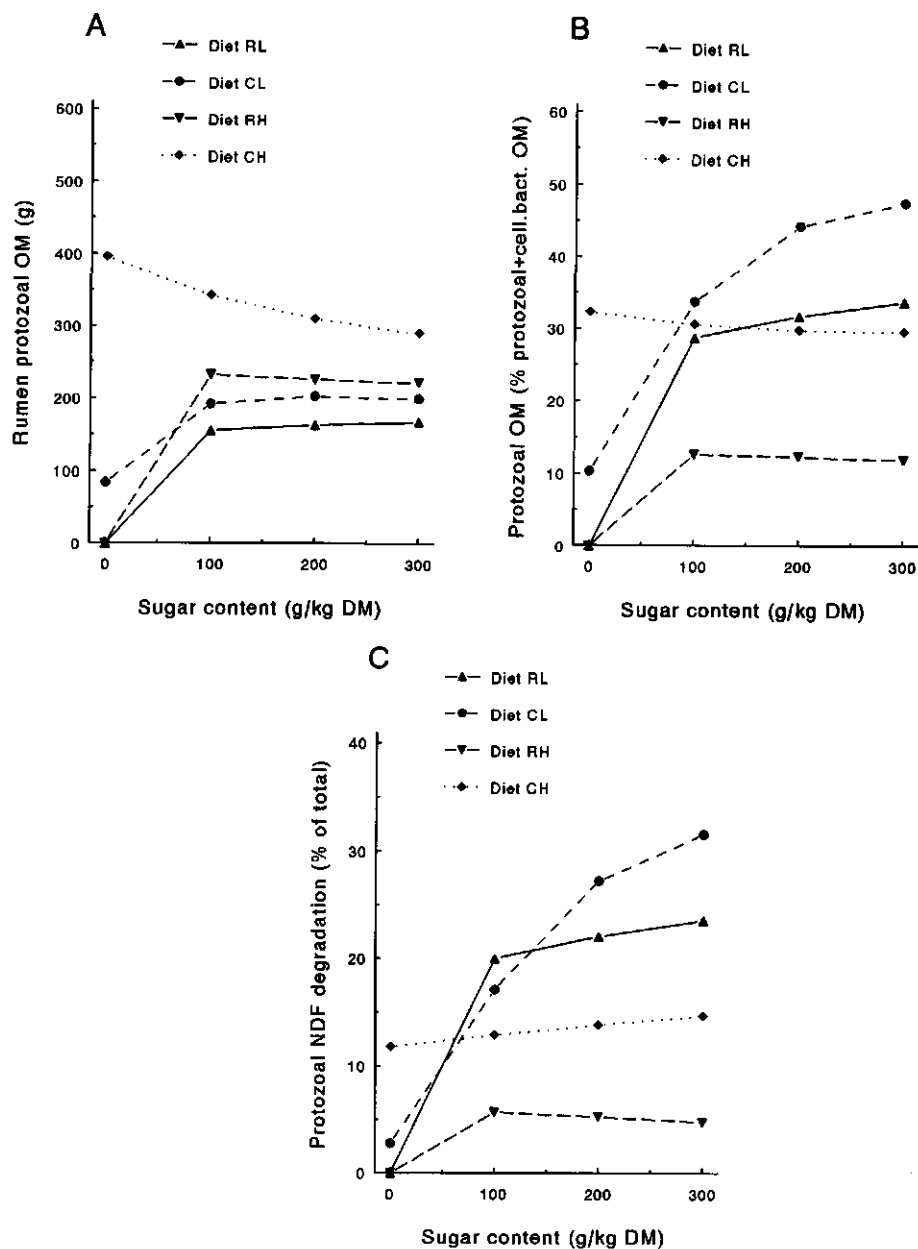 A
Diet RL
Diet CL
Diet RH
Diet CH
600
500
400
300
200
100
0
Rumen protozoal OM (g)
0 100 200 300
Sugar content (g/kg DM)
B
Diet RL
Diet CL
Diet RH
Diet CH
60
50
40
30
20
10
0
Protozoal OM (% protozoal+cell.bact. OM)
0 100 200 300
Sugar content (g/kg DM)
C
Diet RL
Diet CL
Diet RH
Diet CH
40
30
20
10
0
Protozoal NDF degradation (% of total)
0 100 200 300
Sugar content (g/kg DM)